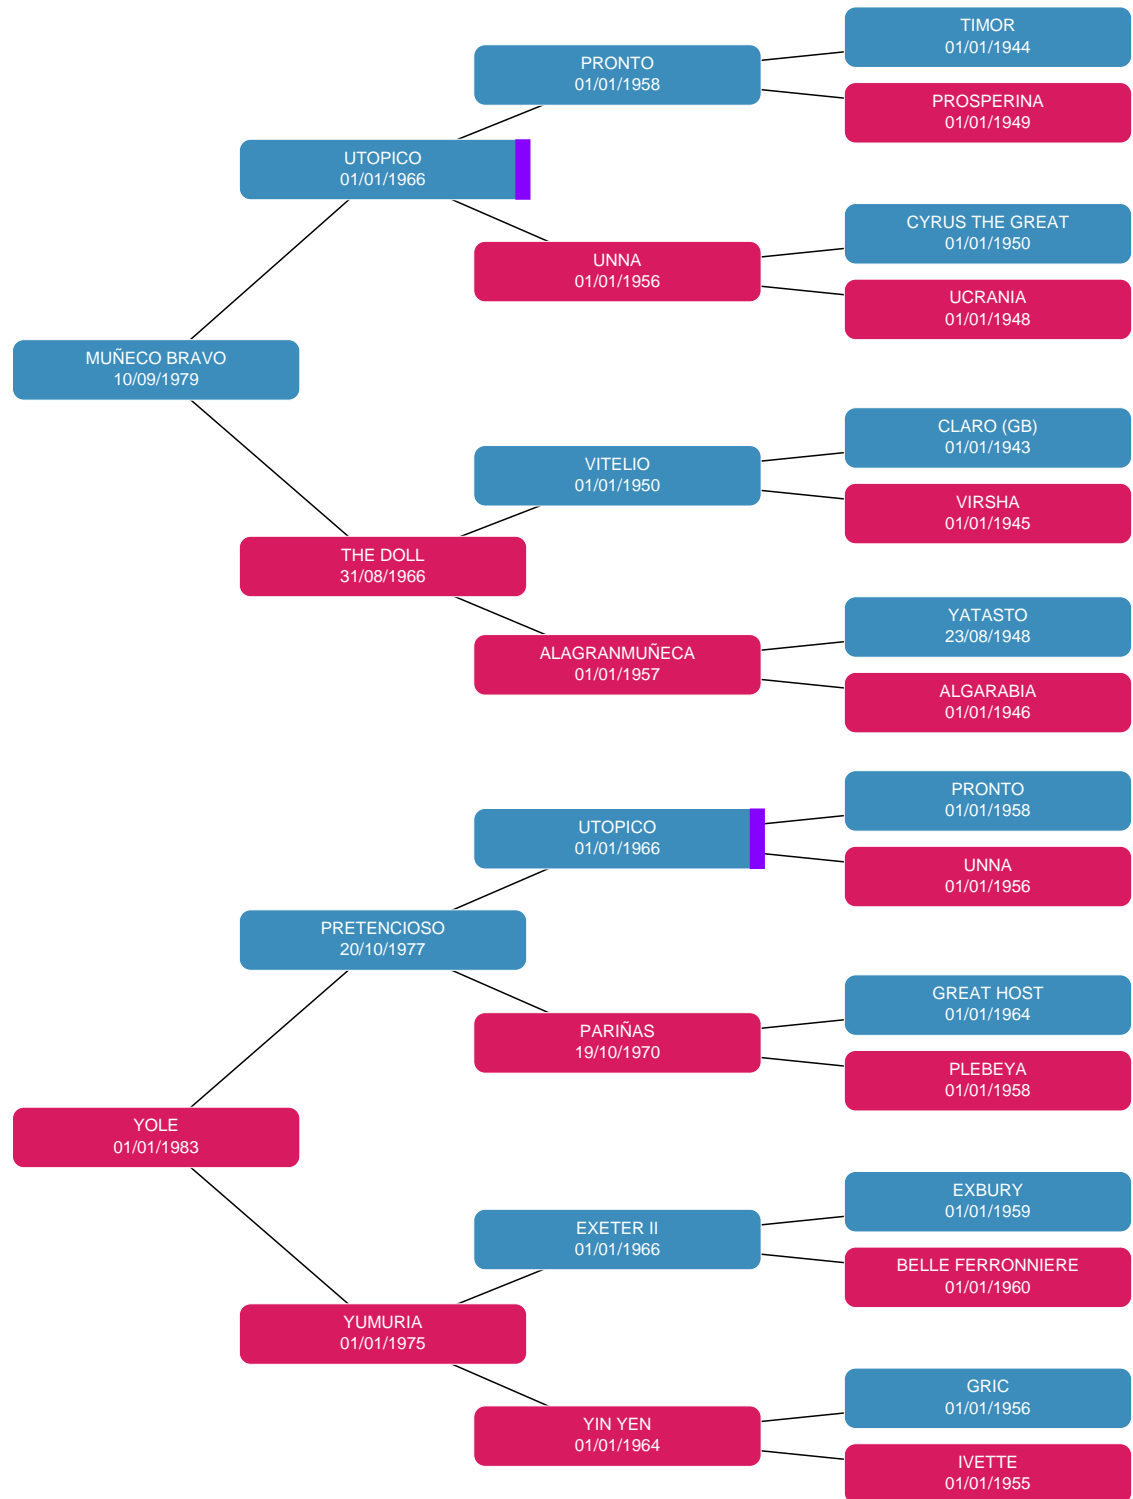 TIMOR
01/01/1944
PRONTO
01/01/1958
PROSPERINA
01/01/1949
UTOPICO
01/01/1966
CYRUS THE GREAT
01/01/1950
UNNA
01/01/1956
UCRANIA
01/01/1948
MUÑECO BRAVO
10/09/1979
CLARO (GB)
01/01/1943
VITELIO
01/01/1950
VIRSHA
01/01/1945
THE DOLL
31/08/1966
YATASTO
23/08/1948
ALAGRANMUÑECA
01/01/1957
ALGARABIA
01/01/1946
PRONTO
01/01/1958
UTOPICO
01/01/1966
UNNA
01/01/1956
PRETENCIOSO
20/10/1977
GREAT HOST
01/01/1964
PARIÑAS
19/10/1970
PLEBEYA
01/01/1958
YOLE
01/01/1983
EXBURY
01/01/1959
EXETER II
01/01/1966
BELLE FERRONNIERE
01/01/1960
YUMURIA
01/01/1975
GRIC
01/01/1956
YIN YEN
01/01/1964
IVETTE
01/01/1955